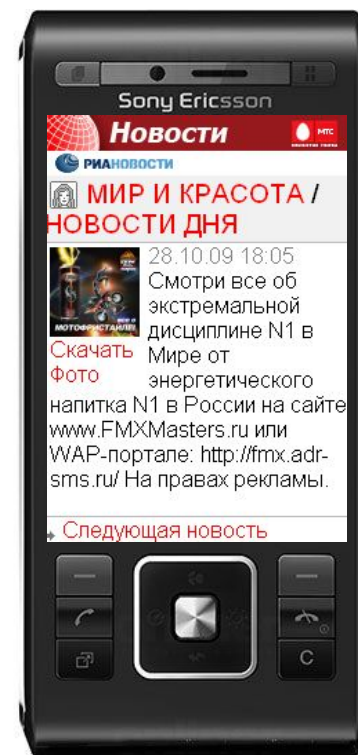 Sony Ericsson
НОВОСТИ
МТС
РИАНОВОСТИ
МИР И КРАСОТА /
НОВОСТИ ДНЯ
28.10.09 18:05
Смотри все об
экстремальной
МОТОФРИСТАЙЛЕ!
дисциплине N1 в
Скачать
Мире от
Фото
энергетического
напитка N1 в России на сайте
www.FMXMasters.ru или
WAP-портале: http://fmx.adr-
sms.ru/ На правах рекламы.
Следующая новость
C